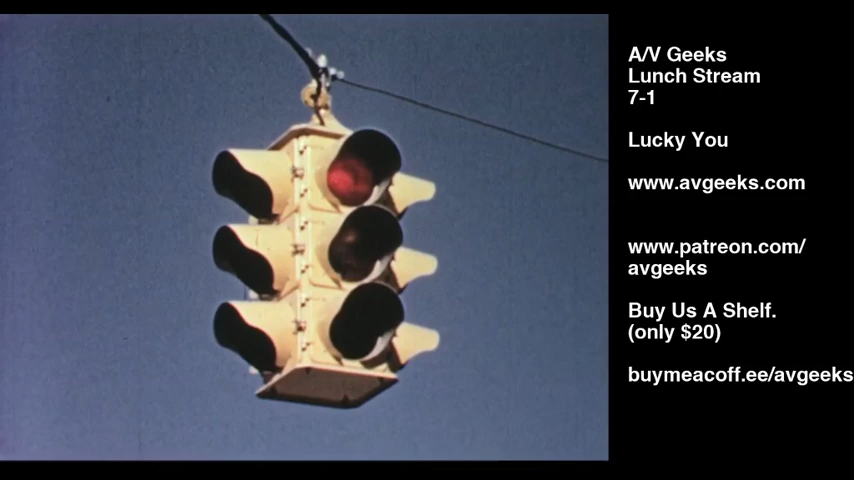 A/V Geeks
Lunch Stream
7-1
Lucky You
www.avgeeks.com
www.patreon.com/
avgeeks
Buy Us A Shelf.
(only $20)
buymeacoff.ee/avgeeks